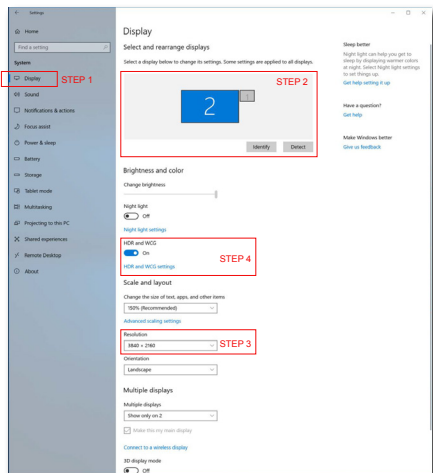 Settings
Home
Find a setting
System
Display
STEP 1
Sound
Notifications & actions
Focus assist
Power & sleep
Battery
Storage
Tablet mode
Multitasking
Projecting to this PC
Shared experiences
Remote Desktop
About
Display
Select and rearrange displays
Select a display below to change its settings. Some settings are applied to all displays.
STEP 2
2
1
Identify
Detect
Brightness and color
Change brightness
Night light
Off
Night light settings
HDR and WCG
On
STEP 4
HDR and WCG settings
Scale and layout
Change the size of text, apps, and other items
150% (Recommended)
Advanced scaling settings
Resolution
3840 × 2160
STEP 3
Orientation
Landscape
Multiple displays
Multiple displays
Show only on 2
Make this my main display
Connect to a wireless display
3D display mode
Off
Sleep better
Night light can help you get to
sleep by displaying warmer colors
at night. Select Night light settings
to set things up.
Get help setting it up
Have a question?
Get help
Make Windows better
Give us feedback